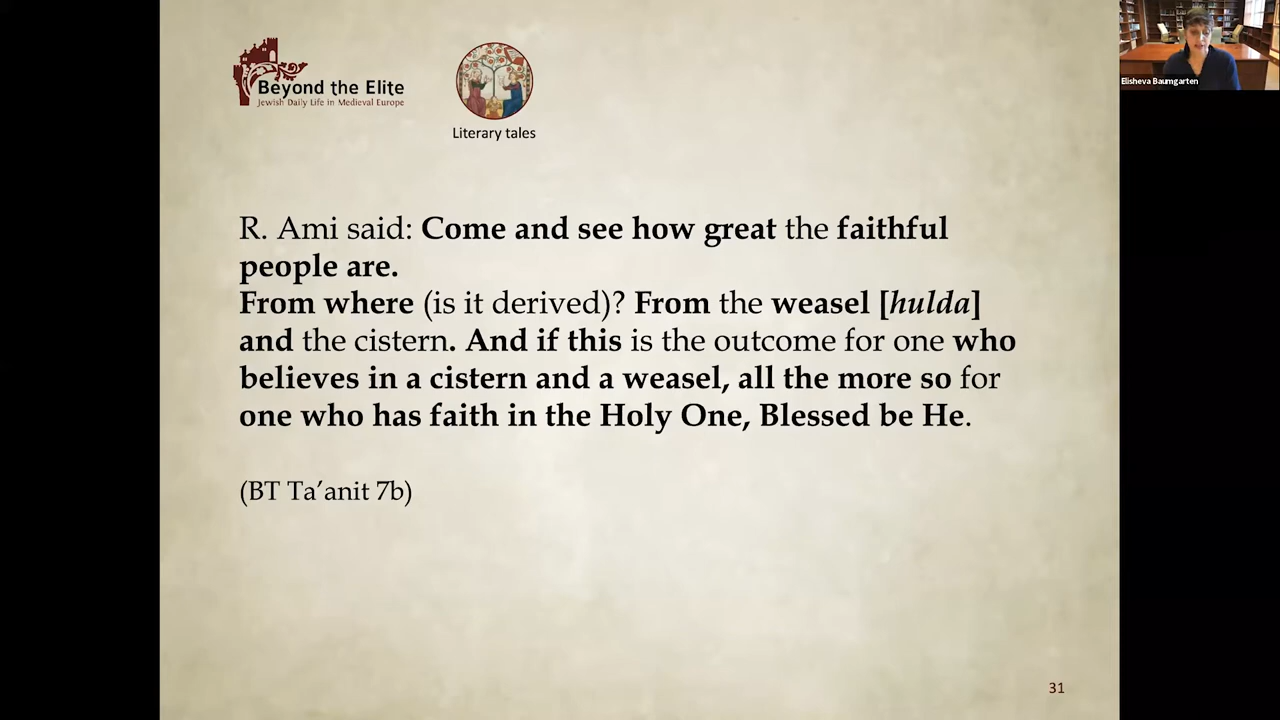 Beyond the Elite
Jewish Daily Life in Medieval Europe
Literary tales
R. Ami said: Come and see how great the faithful
people are.
From where (is it derived)? From the weasel [hulda]
and the cistern. And if this is the outcome for one who
believes in a cistern and a weasel, all the more so for
one who has faith in the Holy One, Blessed be He.
(BT Ta’anit 7b)
31
Elisheva Baumgarten